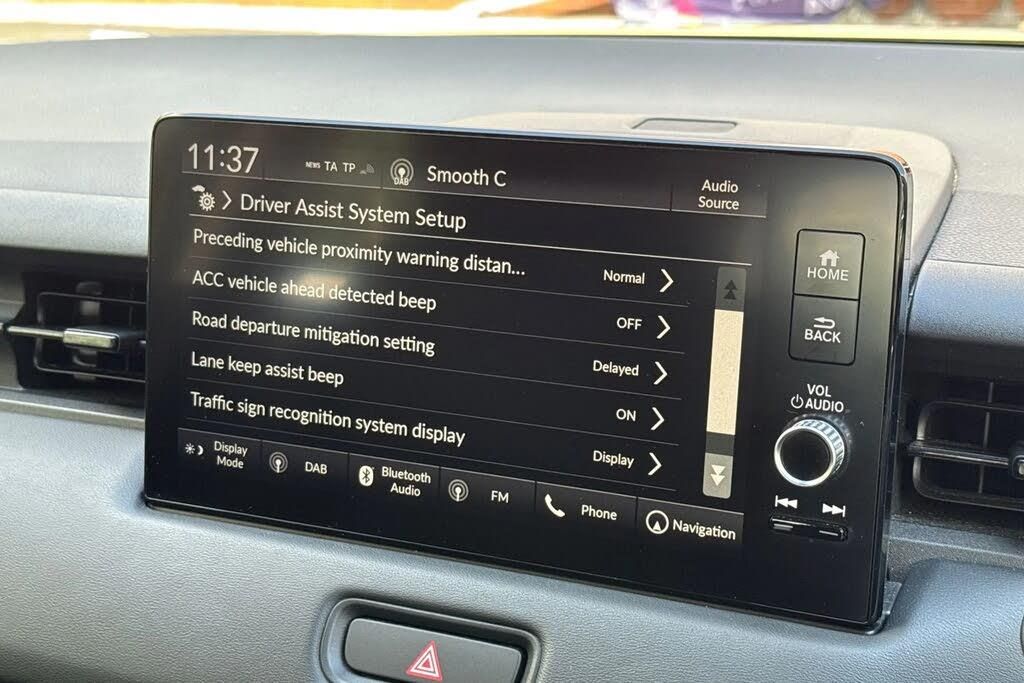 11:37
NEWS TA TP
DAB
Smooth C
Audio
Source
Driver Assist System Setup
Preceding vehicle proximity warning distan... Normal
ACC vehicle ahead detected beep OFF
Road departure mitigation setting Delayed
Lane keep assist beep ON
Traffic sign recognition system display Display
Display
Mode
DAB
Bluetooth
Audio
FM
Phone
Navigation
HOME
BACK
VOL
AUDIO